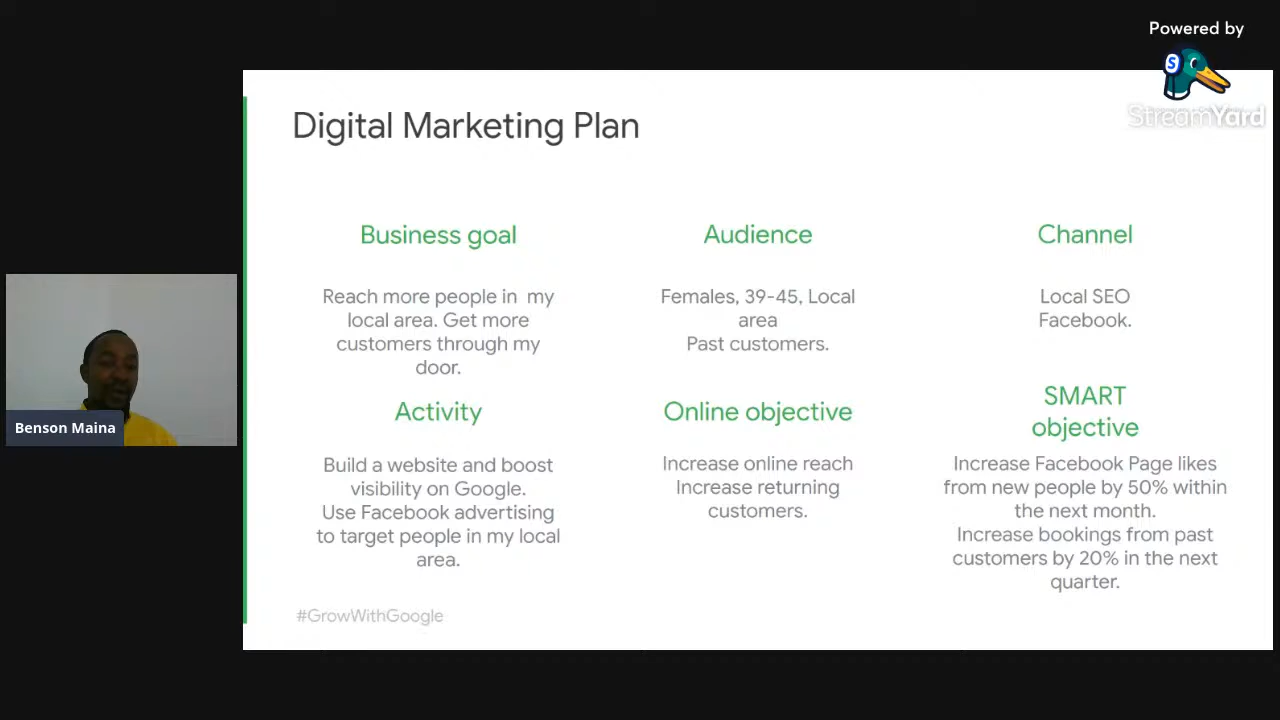 Powered by
StreamYard
Digital Marketing Plan
Business goal
Reach more people in my
local area. Get more
customers through my
door.
Audience
Females, 39-45, Local
area
Past customers.
Channel
Local SEO
Facebook.
Activity
Build a website and boost
visibility on Google.
Use Facebook advertising
to target people in my local
area.
Online objective
Increase online reach
Increase returning
customers.
SMART
objective
Increase Facebook Page likes
from new people by 50% within
the next month.
Increase bookings from past
customers by 20% in the next
quarter.
#GrowWithGoogle
Benson Maina